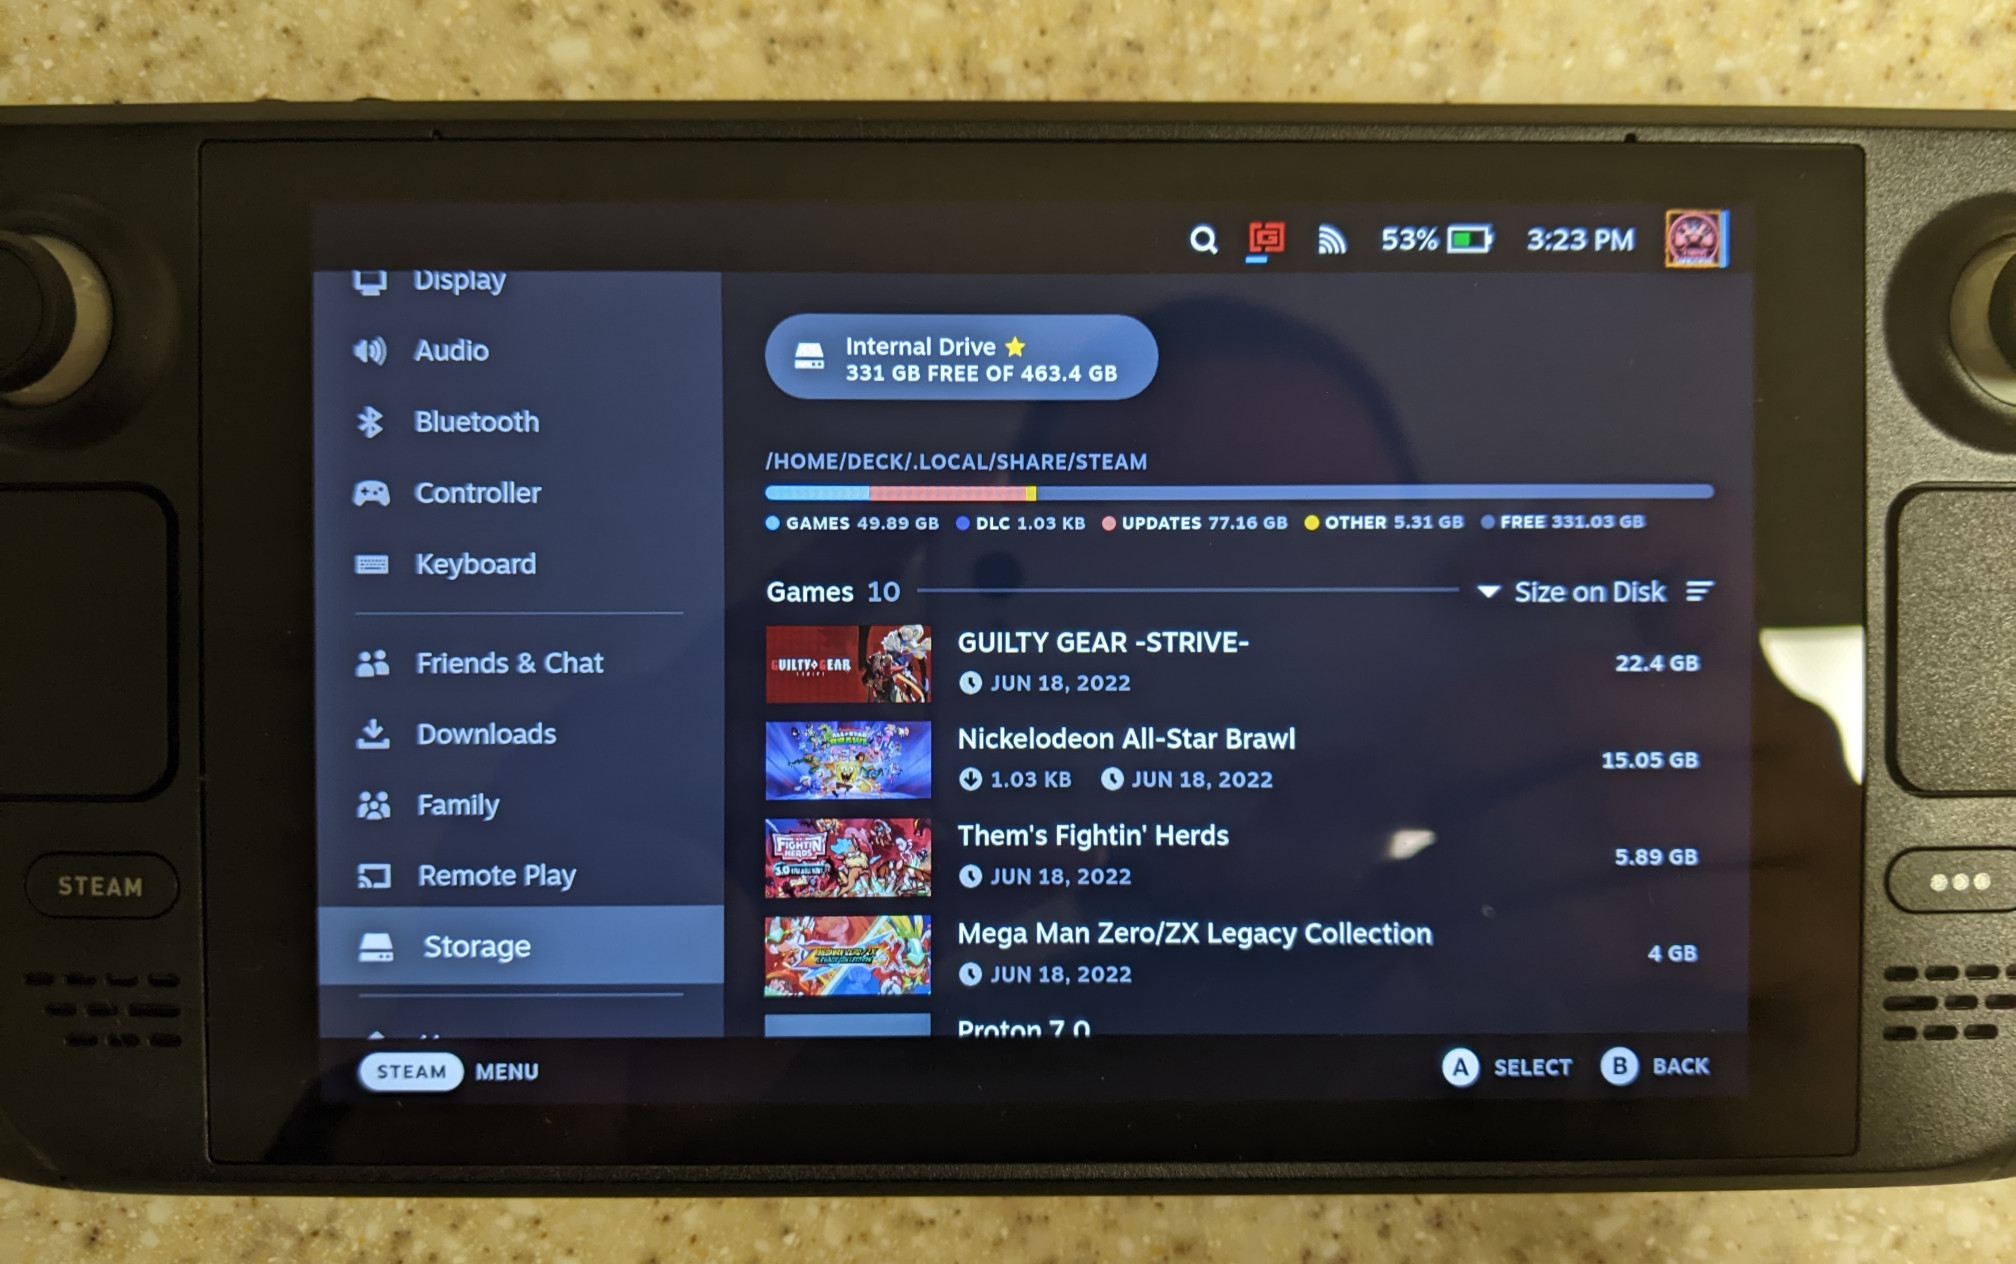 53% 3:23 PM
Display
Audio
Bluetooth
Controller
Keyboard
Friends & Chat
Downloads
Family
Remote Play
Storage
Internal Drive
331 GB FREE OF 463.4 GB
/HOME/DECK/.LOCAL/SHARE/STEAM
GAMES 49.89 GB DLC 1.03 KB UPDATES 77.16 GB OTHER 5.31 GB FREE 331.03 GB
Games 10 Size on Disk
GUILTY GEAR
GUILTY GEAR -STRIVE-
JUN 18, 2022
22.4 GB
Nickelodeon All-Star Brawl
1.03 KB JUN 18, 2022
15.05 GB
FIGHTIN HERDS
Them's Fightin' Herds
JUN 18, 2022
5.89 GB
Mega Man Zero/ZX Legacy Collection
JUN 18, 2022
4 GB
Proton 7.0
STEAM MENU
A SELECT B BACK
STEAM